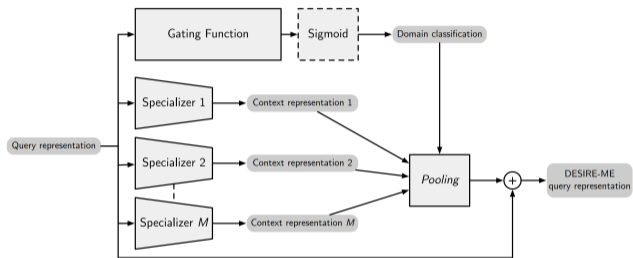 Gating Function
Sigmoid
Domain classification
Specializer 1
Context representation 1
Query representation
Specializer 2
Context representation 2
Pooling
+
DESIRE-ME
query representation
Specializer M
Context representation M